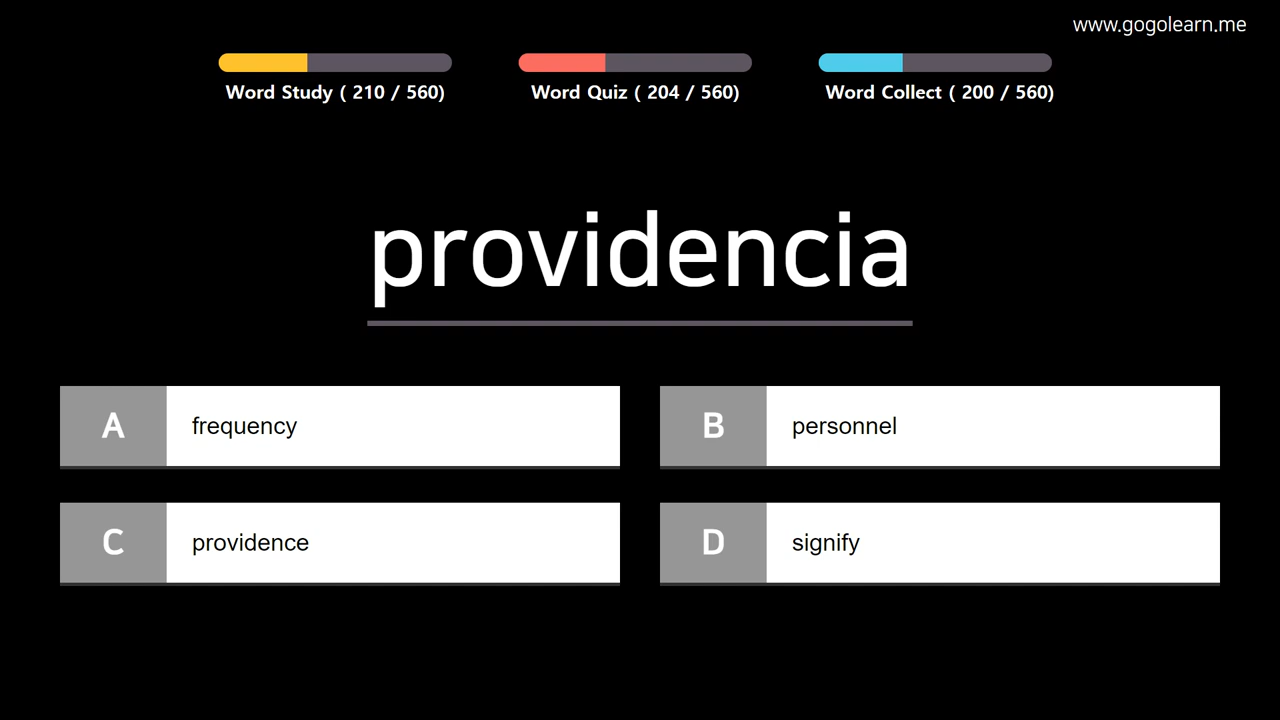 www.gogolearn.me
Word Study ( 210 / 560)
Word Quiz ( 204 / 560)
Word Collect ( 200 / 560)
providencia
A frequency
B personnel
C providence
D signify